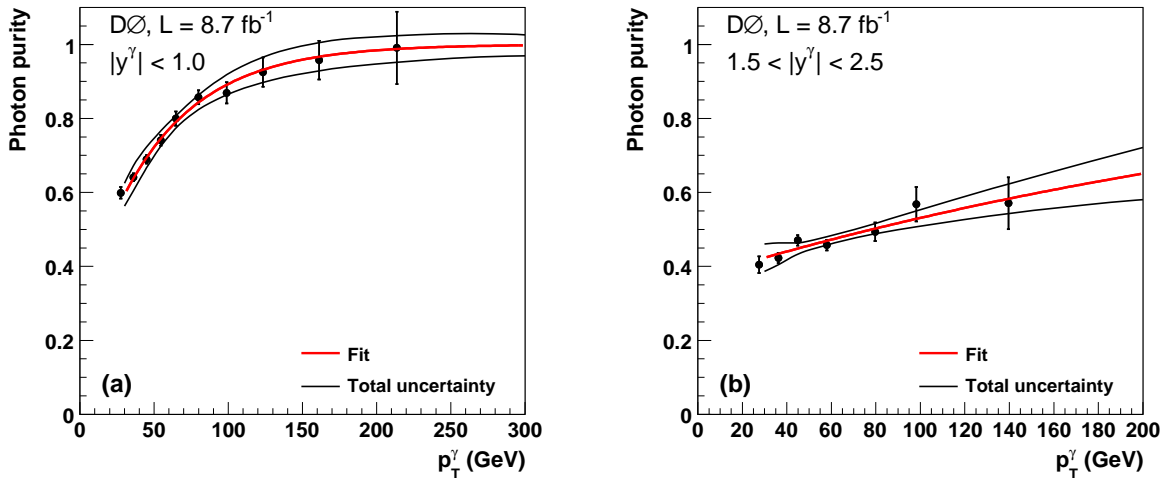 DØ, L = 8.7 fb⁻¹
|y^γ| < 1.0
Photon purity
1
0.8
0.6
0.4
0.2
0
Fit
Total uncertainty
(a)
0 50 100 150 200 250 300
p_T^γ (GeV)
DØ, L = 8.7 fb⁻¹
1.5 < |y^γ| < 2.5
Photon purity
1
0.8
0.6
0.4
0.2
0
Fit
Total uncertainty
(b)
0 20 40 60 80 100 120 140 160 180 200
p_T^γ (GeV)